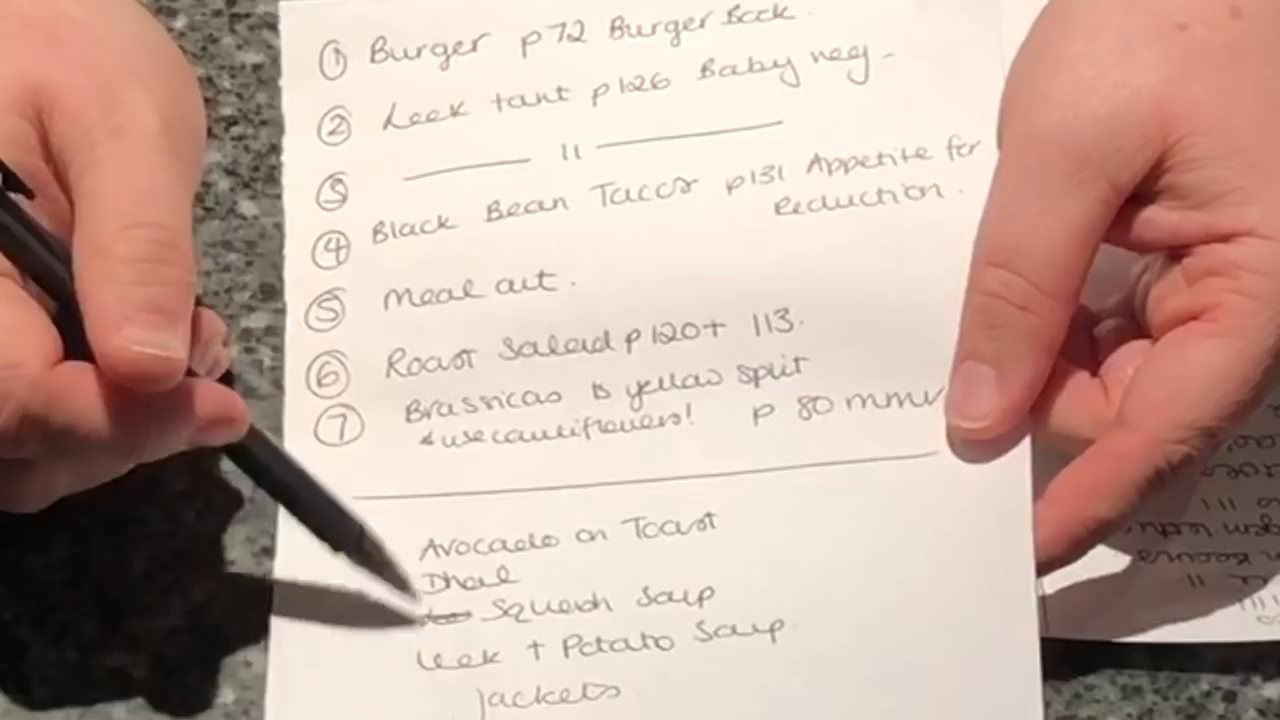 ① Burger p72 Burger Book.
② Leek tart p126 Baby neg -
③ —— 11 ——
④ Black Bean Tacos p131 Appetite for
Reduction.
⑤ Meal out.
⑥ Roast Salad p120 + 113.
⑦ Brassicas & yellow split
& use cauliflowers! p 80 mmv
Avocado on Toast
Dhal
Squash Soup
Leek + Potato Soup.
Jackets